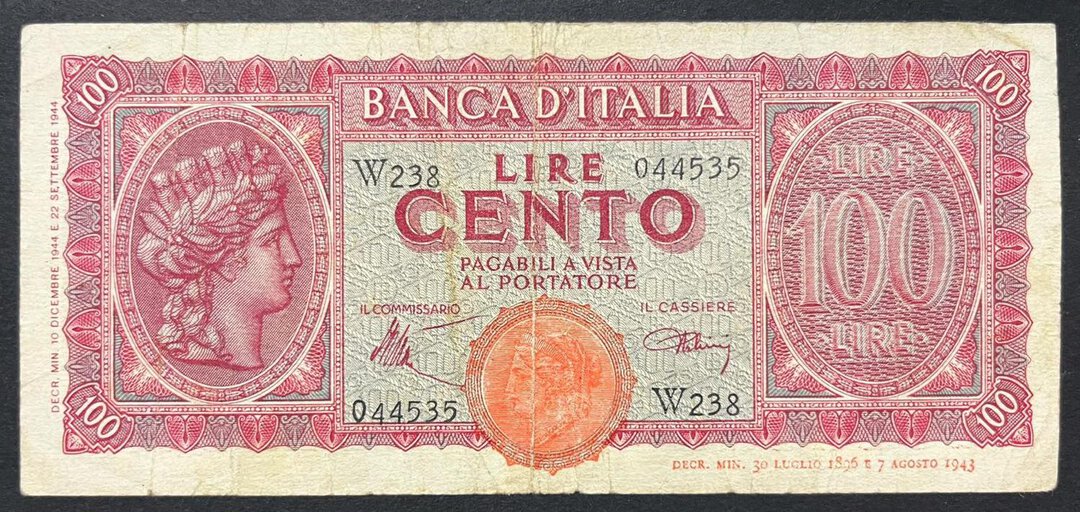 100
100
BANCA D'ITALIA
W238
LIRE
044535
CENTO
PAGABILI A VISTA
AL PORTATORE
IL COMMISSARIO
IL CASSIERE
044535
W238
LIRE
100
LIRE
DECR. MIN. 10 DICEMBRE 1944 E 22 SETTEMBRE 1944
100
100
DECR. MIN. 30 LUGLIO 1896 E 7 AGOSTO 1943